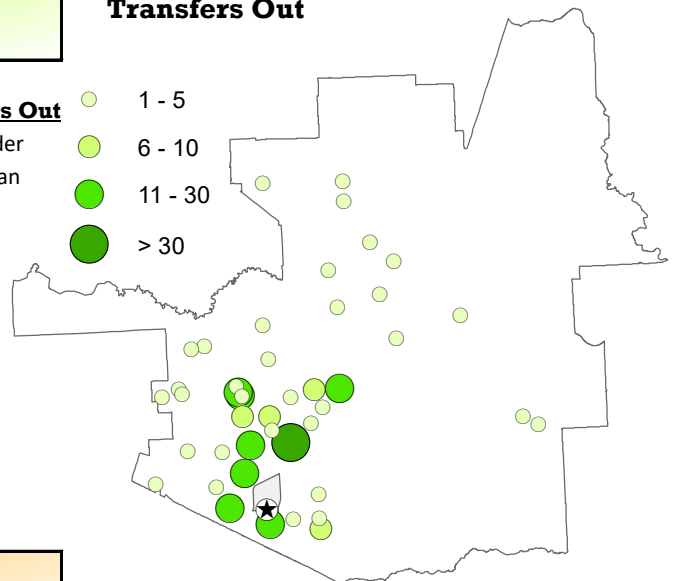 Transfers Out
s Out
der
an
1 - 5
6 - 10
11 - 30
> 30